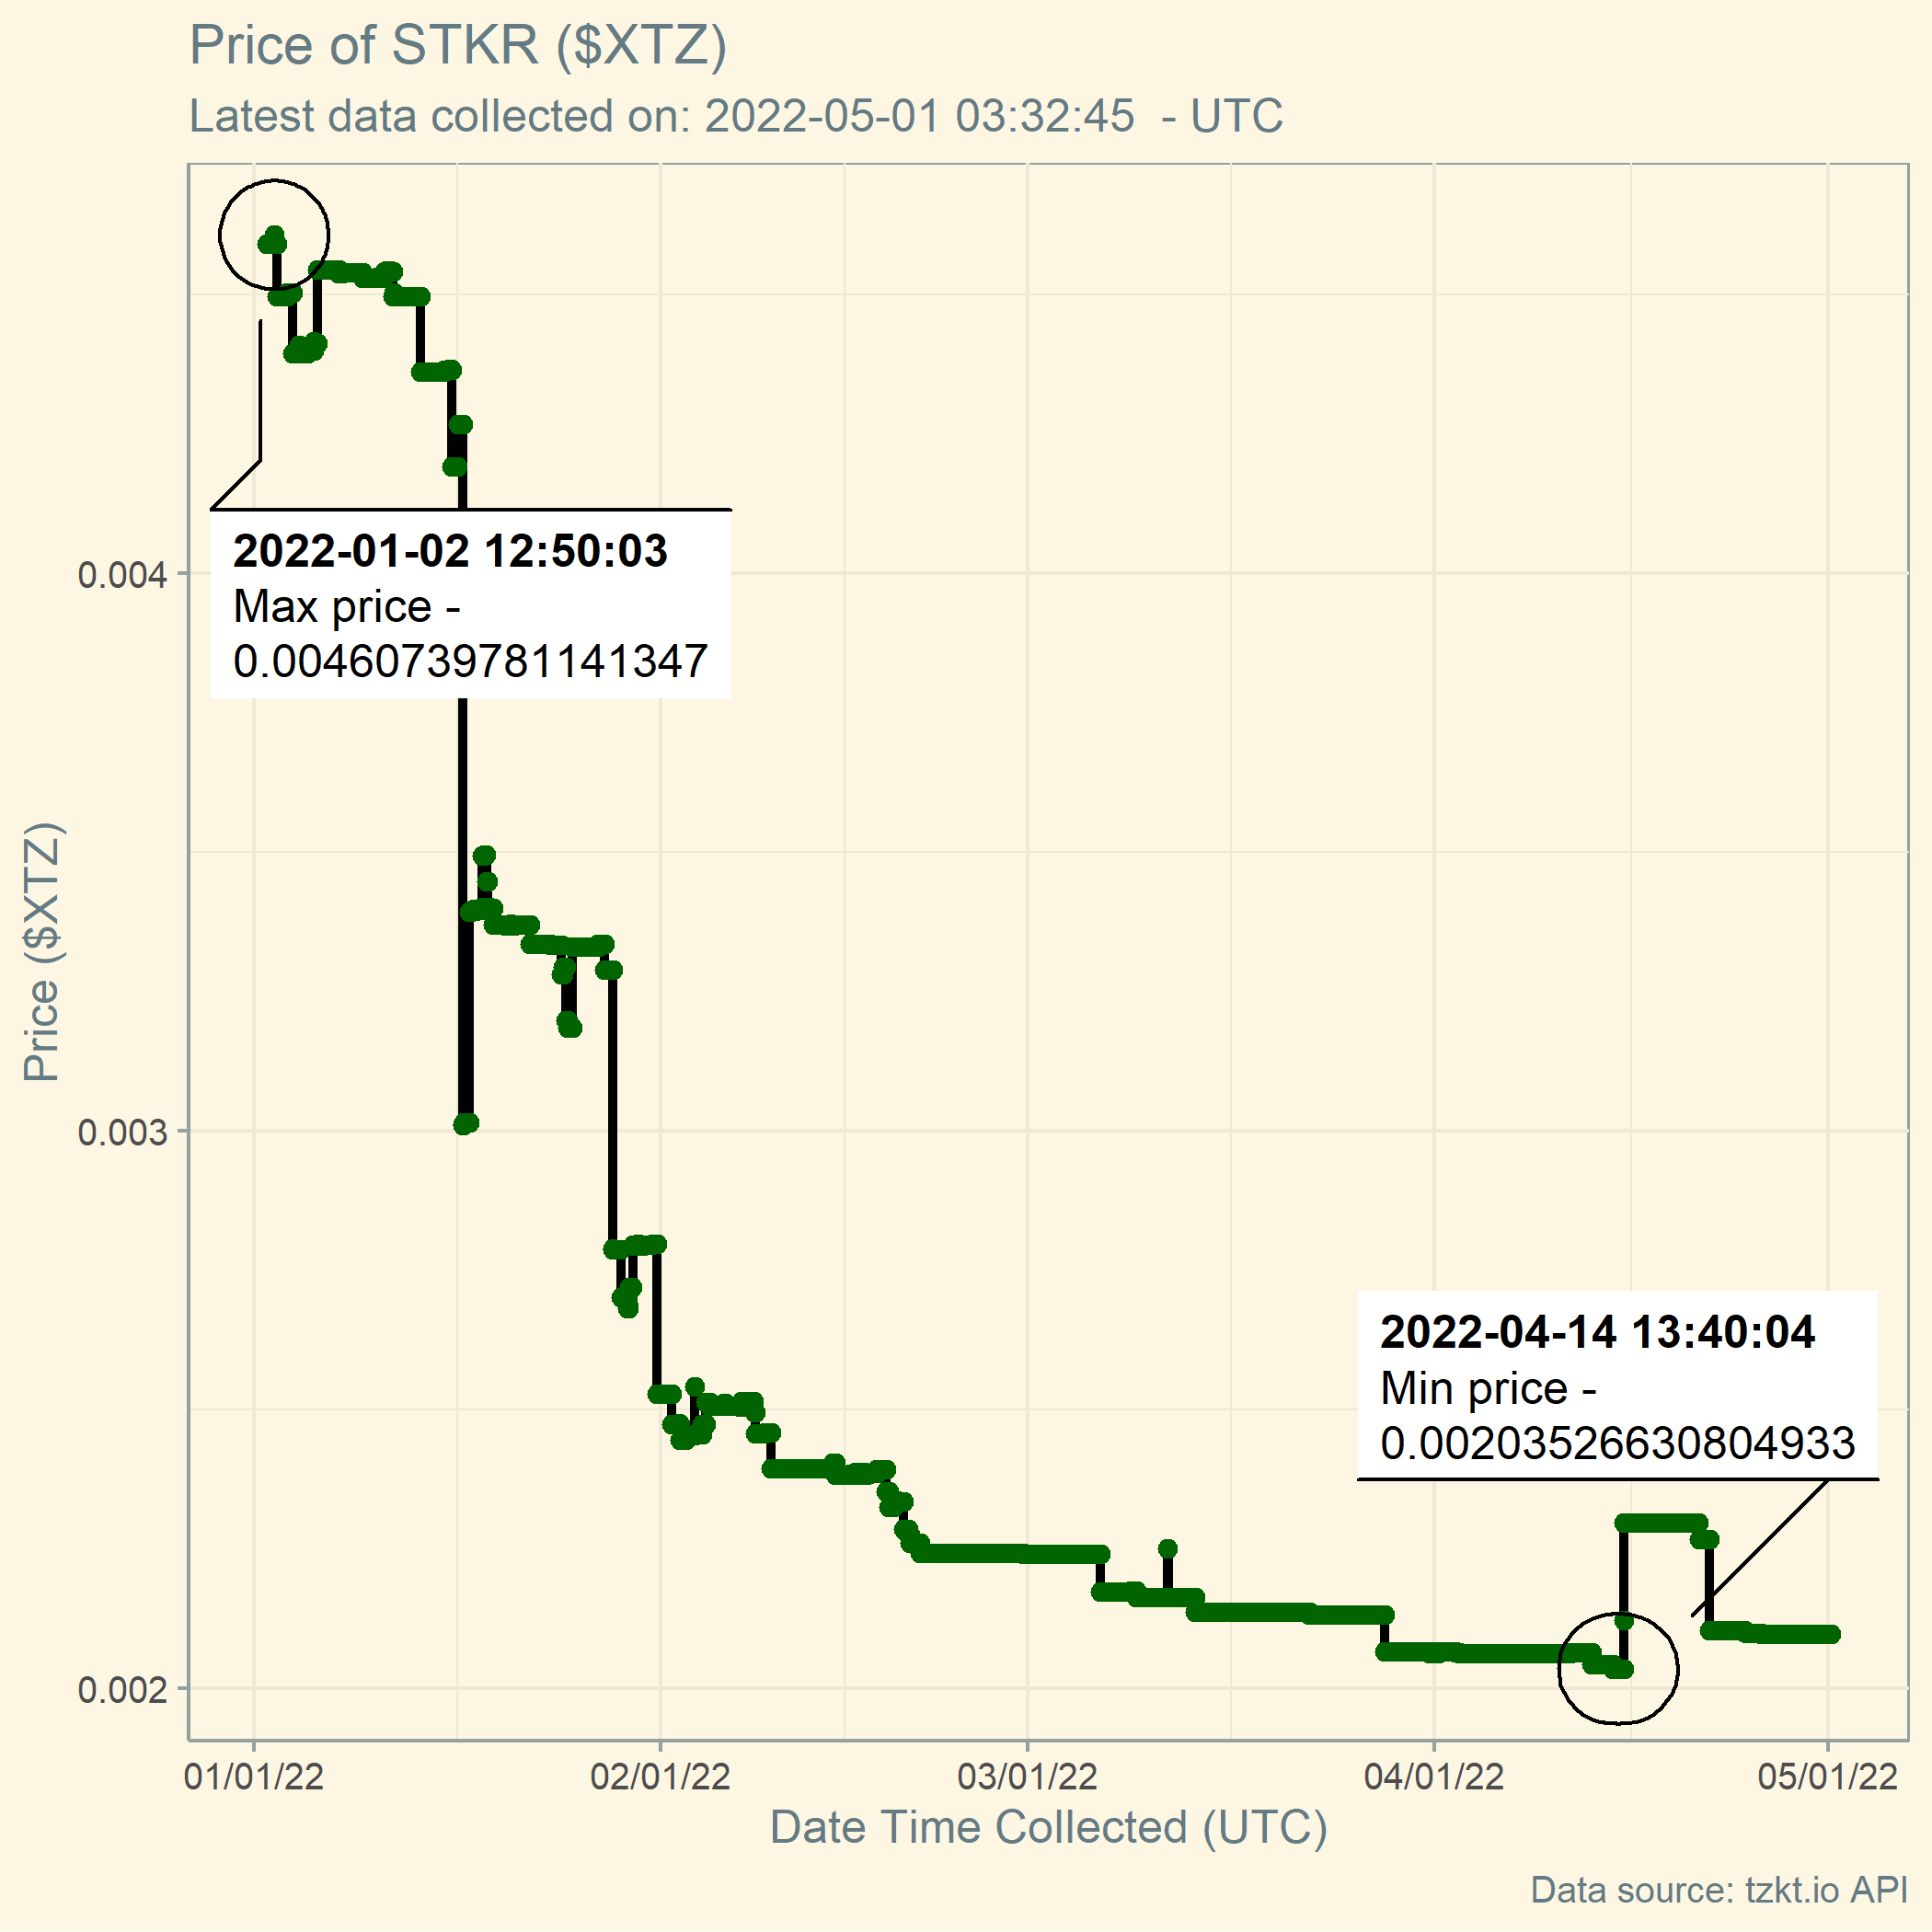 Price of STKR ($XTZ)
Latest data collected on: 2022-05-01 03:32:45  - UTC
2022-01-02 12:50:03
Max price -
0.00460739781141347
2022-04-14 13:40:04
Min price -
0.00203526630804933
Price ($XTZ)
0.004
0.003
0.002
01/01/22
02/01/22
03/01/22
04/01/22
05/01/22
Date Time Collected (UTC)
Data source: tzkt.io API